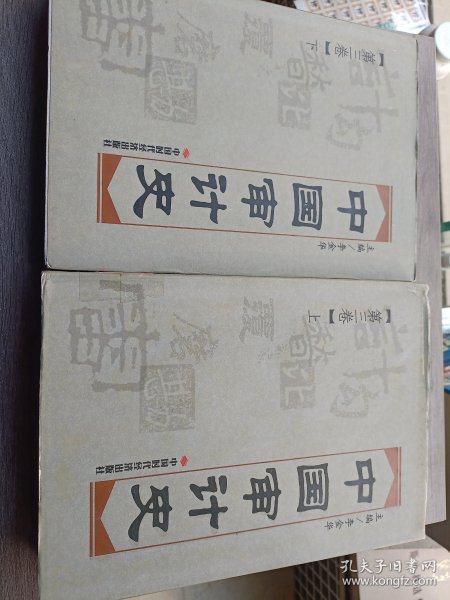 【第三卷】下
中国审计史
主编/李金华
中国时代经济出版社
【第三卷】上
中国审计史
主编/李金华
中国时代经济出版社
孔夫子旧书网
www.kongfz.com